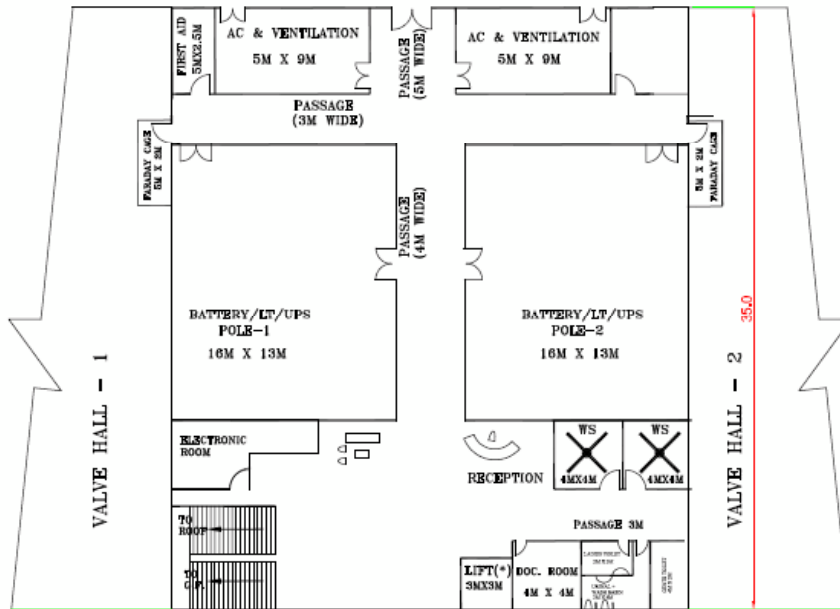 FIRST AID
5MX2.5M
AC & VENTILATION
5M X 9M
PASSAGE
(5M WIDE)
AC & VENTILATION
5M X 9M
PASSAGE
(3M WIDE)
FARADAY CAGE
5M X 2M
PASSAGE
(4M WIDE)
5M X 2M
FARADAY CAGE
BATTERY/LT/UPS
POLE-1
16M X 13M
BATTERY/LT/UPS
POLE-2
16M X 13M
35.0
VALVE HALL - 1
VALVE HALL - 2
ELECTRONIC
ROOM
RECEPTION
WS
4MX4M
WS
4MX4M
PASSAGE 3M
TO
ROOF
TO
G.F.
LIFT(*)
3MX3M
DOC. ROOM
4M X 4M
LADIES TOILET